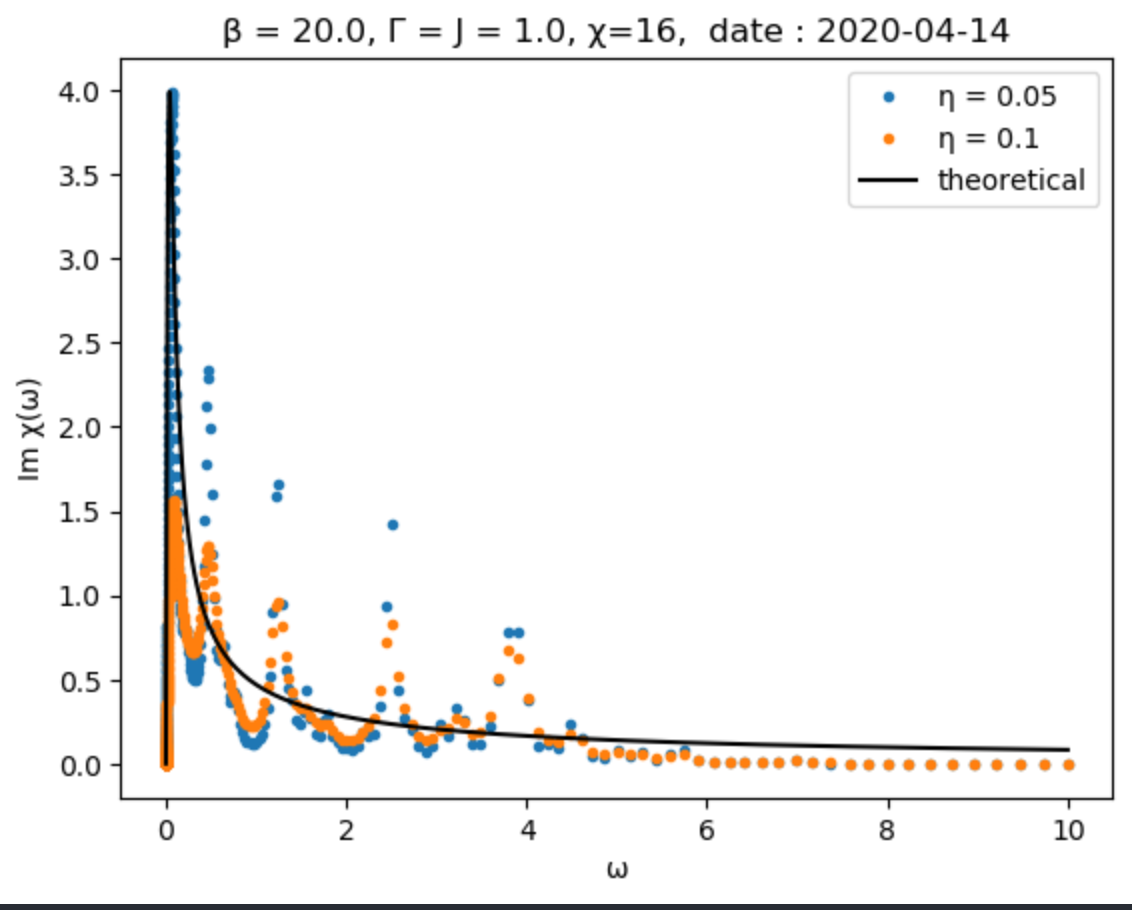 β = 20.0, Γ = J = 1.0, χ=16, date : 2020-04-14
η = 0.05
η = 0.1
theoretical
Im χ(ω)
4.0
3.5
3.0
2.5
2.0
1.5
1.0
0.5
0.0
0 2 4 6 8 10
ω